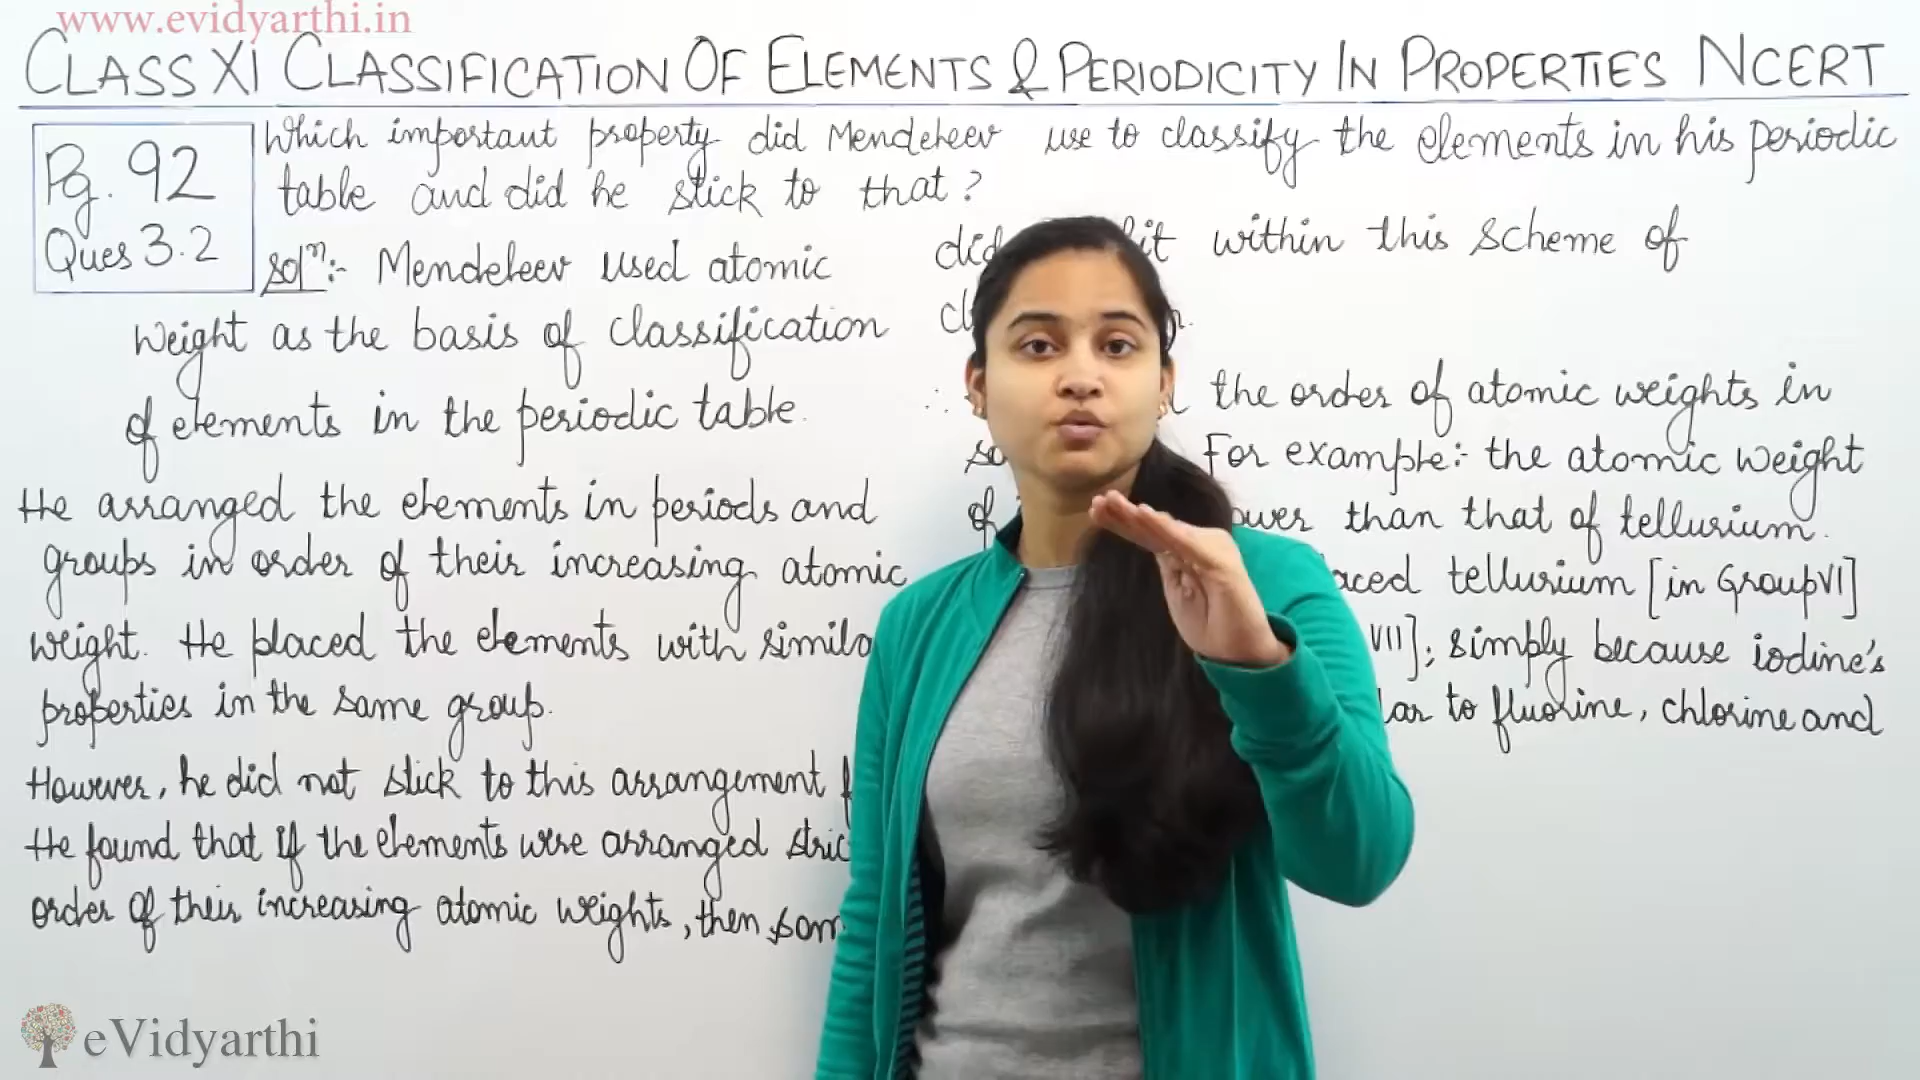 www.evidyarthi.in
CLASS XI CLASSIFICATION OF ELEMENTS & PERIODICITY IN PROPERTIES NCERT
Pg. 92
Ques 3.2
Which important property did Mendeleev use to classify the elements in his periodic
table and did he stick to that?
Solⁿ:- Mendeleev used atomic
weight as the basis of classification
of elements in the periodic table.
He arranged the elements in periods and
groups in order of their increasing atomic
weight. He placed the elements with
properties in the same group.
However, he did not stick to this arrangement
He found that if the elements were arranged
order of their increasing atomic weights, then
did fit within this scheme of
∴ the order of atomic weights in
For example:- the atomic weight
of than that of tellurium.
tellurium [in Group VI]
VII]; simply because iodine's
to fluorine, chlorine and
eVidyarthi